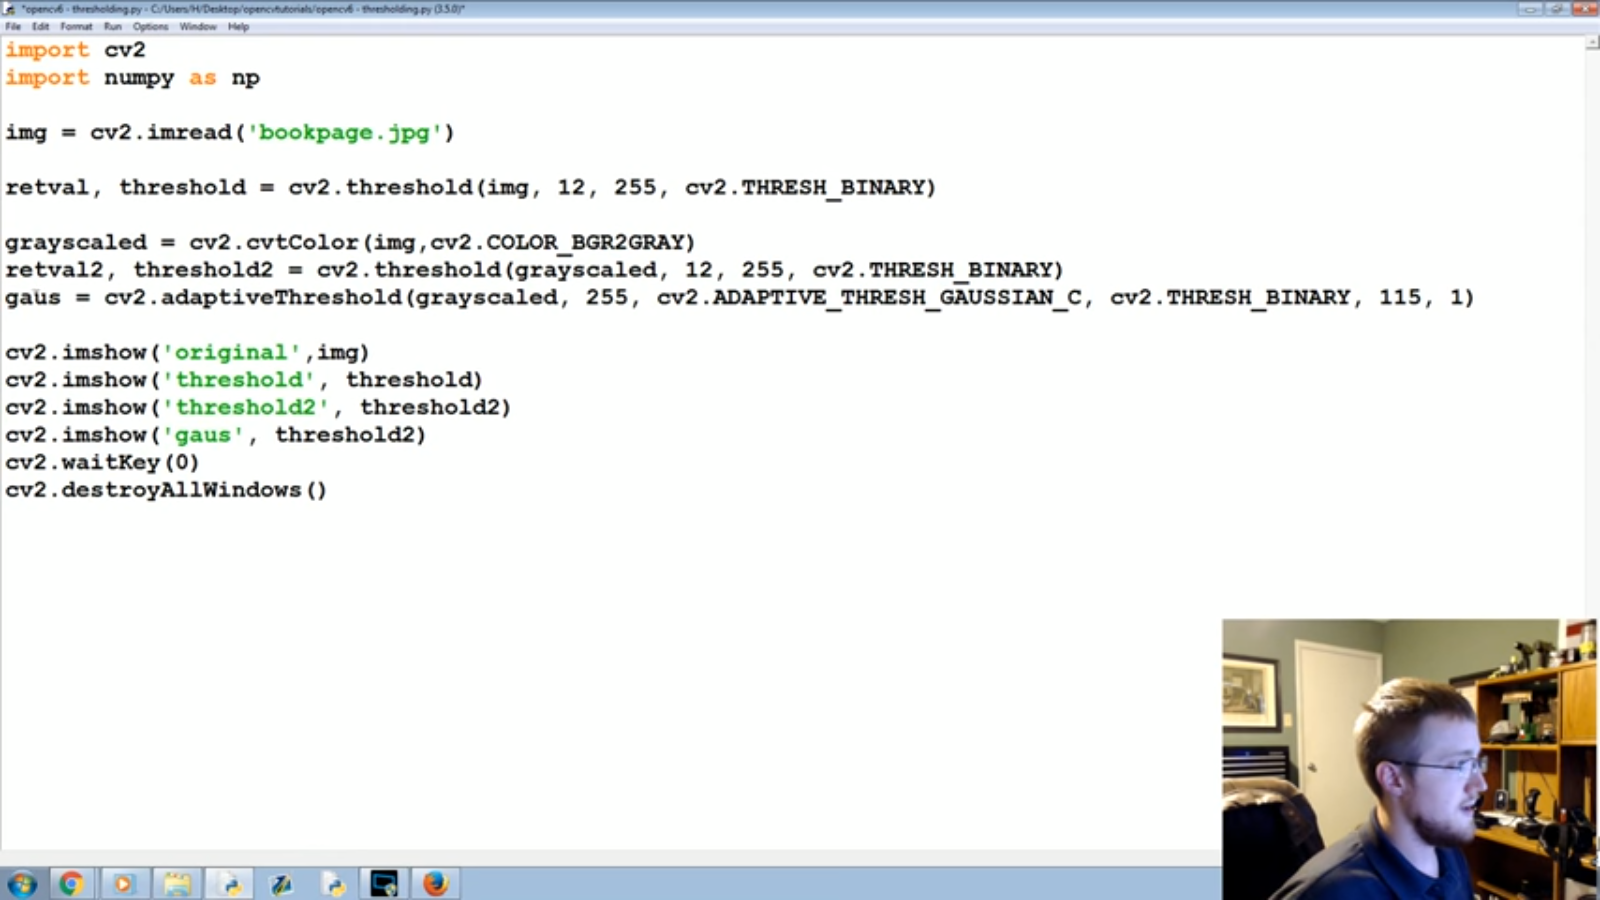 *opencv6 - thresholding.py - C:/Users/H/Desktop/opencvtutorials/opencv6 - thresholding.py (3.5.0)*
File Edit Format Run Options Window Help
import cv2
import numpy as np
img = cv2.imread('bookpage.jpg')
retval, threshold = cv2.threshold(img, 12, 255, cv2.THRESH_BINARY)
grayscaled = cv2.cvtColor(img,cv2.COLOR_BGR2GRAY)
retval2, threshold2 = cv2.threshold(grayscaled, 12, 255, cv2.THRESH_BINARY)
gaus = cv2.adaptiveThreshold(grayscaled, 255, cv2.ADAPTIVE_THRESH_GAUSSIAN_C, cv2.THRESH_BINARY, 115, 1)
cv2.imshow('original',img)
cv2.imshow('threshold', threshold)
cv2.imshow('threshold2', threshold2)
cv2.imshow('gaus', threshold2)
cv2.waitKey(0)
cv2.destroyAllWindows()